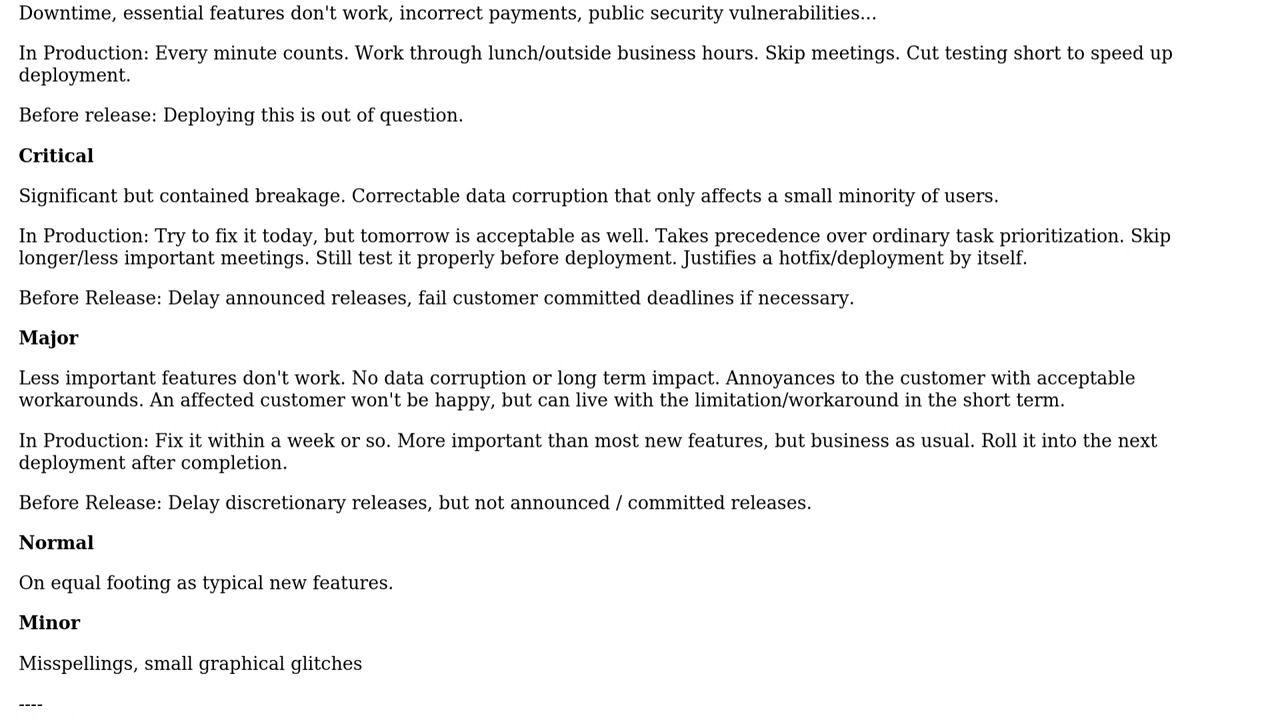 Downtime, essential features don't work, incorrect payments, public security vulnerabilities...
In Production: Every minute counts. Work through lunch/outside business hours. Skip meetings. Cut testing short to speed up
deployment.
Before release: Deploying this is out of question.
Critical
Significant but contained breakage. Correctable data corruption that only affects a small minority of users.
In Production: Try to fix it today, but tomorrow is acceptable as well. Takes precedence over ordinary task prioritization. Skip
longer/less important meetings. Still test it properly before deployment. Justifies a hotfix/deployment by itself.
Before Release: Delay announced releases, fail customer committed deadlines if necessary.
Major
Less important features don't work. No data corruption or long term impact. Annoyances to the customer with acceptable
workarounds. An affected customer won't be happy, but can live with the limitation/workaround in the short term.
In Production: Fix it within a week or so. More important than most new features, but business as usual. Roll it into the next
deployment after completion.
Before Release: Delay discretionary releases, but not announced / committed releases.
Normal
On equal footing as typical new features.
Minor
Misspellings, small graphical glitches
----